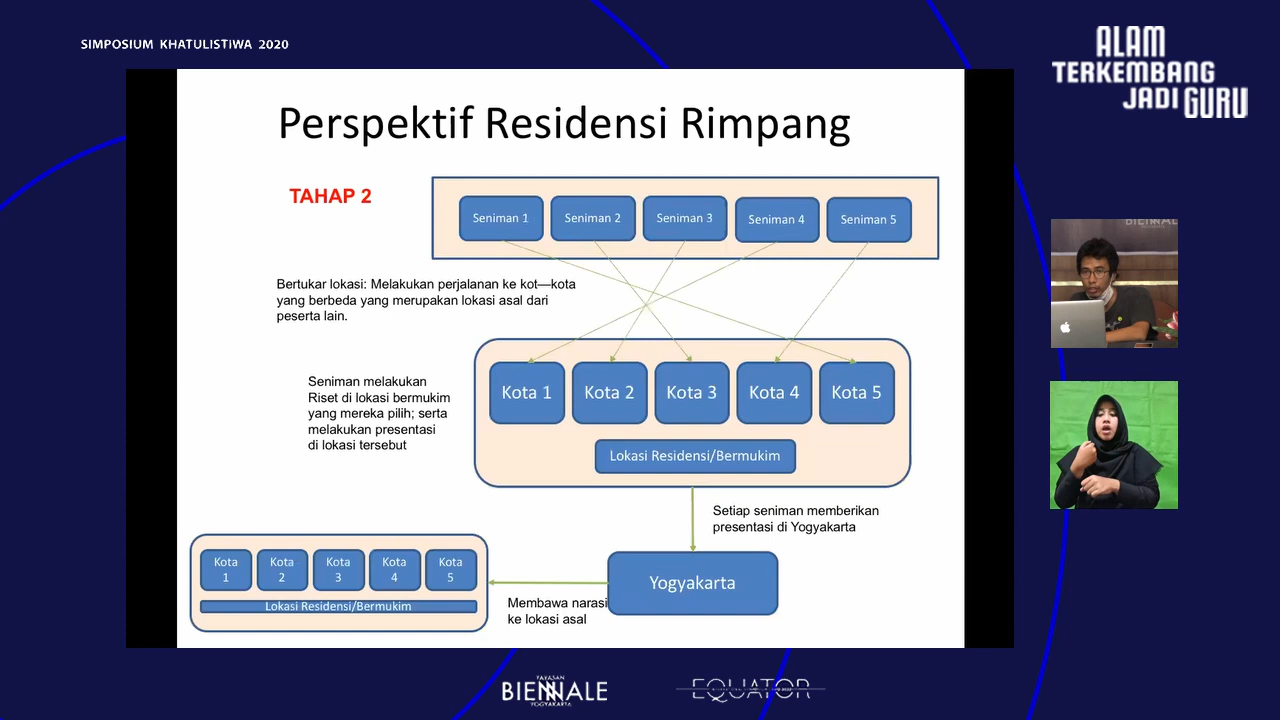 SIMPOSIUM KHATULISTIWA 2020
ALAM
TERKEMBANG
JADI GURU
Perspektif Residensi Rimpang
TAHAP 2
Seniman 1
Seniman 2
Seniman 3
Seniman 4
Seniman 5
Bertukar lokasi: Melakukan perjalanan ke kot—kota
yang berbeda yang merupakan lokasi asal dari
peserta lain.
Seniman melakukan
Riset di lokasi bermukim
yang mereka pilih; serta
melakukan presentasi
di lokasi tersebut
Kota 1
Kota 2
Kota 3
Kota 4
Kota 5
Lokasi Residensi/Bermukim
Setiap seniman memberikan
presentasi di Yogyakarta
Kota
1
Kota
2
Kota
3
Kota
4
Kota
5
Lokasi Residensi/Bermukim
Yogyakarta
Membawa narasi
ke lokasi asal
YAYASAN
BIENNALE
YOGYAKARTA
EQUATOR